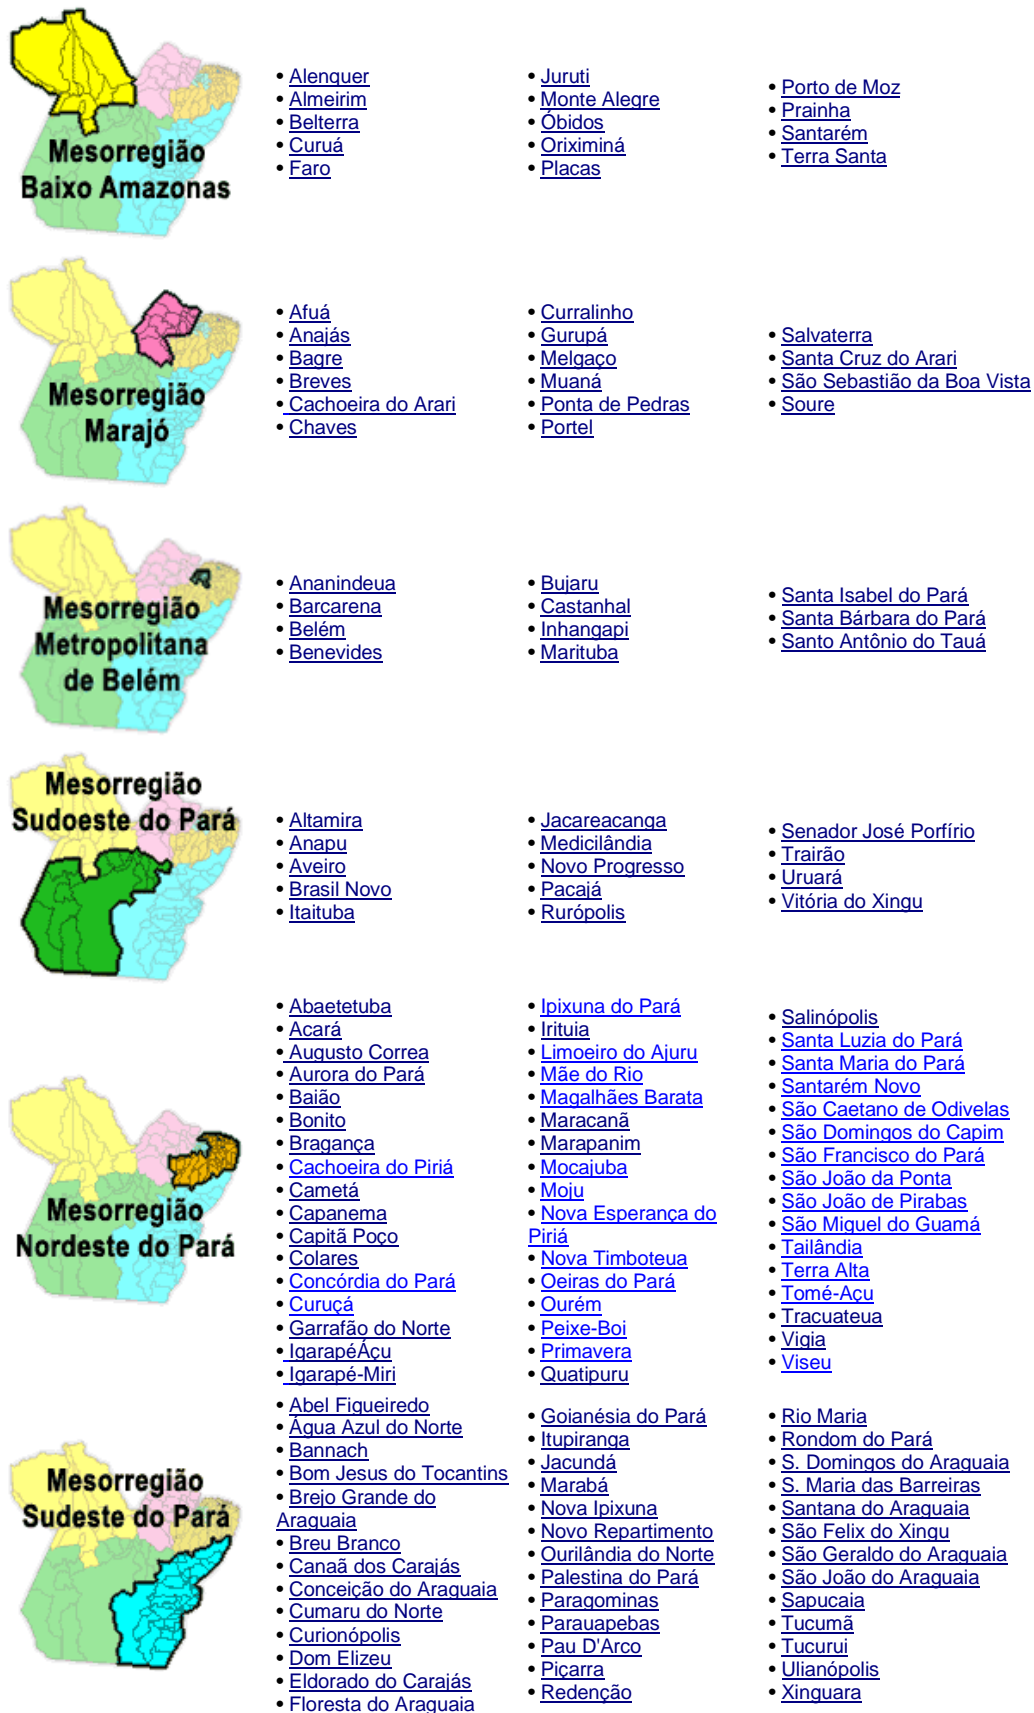 Mesorregião
Baixo Amazonas
• Alenquer
• Almeirim
• Belterra
• Curuá
• Faro
• Juruti
• Monte Alegre
• Óbidos
• Oriximiná
• Placas
• Porto de Moz
• Prainha
• Santarém
• Terra Santa
Mesorregião
Marajó
• Afuá
• Anajás
• Bagre
• Breves
• Cachoeira do Arari
• Chaves
• Curralinho
• Gurupá
• Melgaço
• Muaná
• Ponta de Pedras
• Portel
• Salvaterra
• Santa Cruz do Arari
• São Sebastião da Boa Vista
• Soure
Mesorregião
Metropolitana
de Belém
• Ananindeua
• Barcarena
• Belém
• Benevides
• Bujaru
• Castanhal
• Inhangapi
• Marituba
• Santa Isabel do Pará
• Santa Bárbara do Pará
• Santo Antônio do Tauá
Mesorregião
Sudoeste do Pará
• Altamira
• Anapu
• Aveiro
• Brasil Novo
• Itaituba
• Jacareacanga
• Medicilândia
• Novo Progresso
• Pacajá
• Rurópolis
• Senador José Porfírio
• Trairão
• Uruará
• Vitória do Xingu
Mesorregião
Nordeste do Pará
• Abaetetuba
• Acará
• Augusto Correa
• Aurora do Pará
• Baião
• Bonito
• Bragança
• Cachoeira do Piriá
• Cametá
• Capanema
• Capitã Poço
• Colares
• Concórdia do Pará
• Curuçá
• Garrafão do Norte
• IgarapéÁçu
• Igarapé-Miri
• Ipixuna do Pará
• Irituia
• Limoeiro do Ajuru
• Mãe do Rio
• Magalhães Barata
• Maracanã
• Marapanim
• Mocajuba
• Moju
• Nova Esperança do
Piriá
• Nova Timboteua
• Oeiras do Pará
• Ourém
• Peixe-Boi
• Primavera
• Quatipuru
• Salinópolis
• Santa Luzia do Pará
• Santa Maria do Pará
• Santarém Novo
• São Caetano de Odivelas
• São Domingos do Capim
• São Francisco do Pará
• São João da Ponta
• São João de Pirabas
• São Miguel do Guamá
• Tailândia
• Terra Alta
• Tomé-Açu
• Tracuateua
• Vigia
• Viseu
Mesorregião
Sudeste do Pará
• Abel Figueiredo
• Água Azul do Norte
• Bannach
• Bom Jesus do Tocantins
• Brejo Grande do
Araguaia
• Breu Branco
• Canaã dos Carajás
• Conceição do Araguaia
• Cumaru do Norte
• Curionópolis
• Dom Elizeu
• Eldorado do Carajás
• Floresta do Araguaia
• Goianésia do Pará
• Itupiranga
• Jacundá
• Marabá
• Nova Ipixuna
• Novo Repartimento
• Ourilândia do Norte
• Palestina do Pará
• Paragominas
• Parauapebas
• Pau D'Arco
• Piçarra
• Redenção
• Rio Maria
• Rondom do Pará
• S. Domingos do Araguaia
• S. Maria das Barreiras
• Santana do Araguaia
• São Felix do Xingu
• São Geraldo do Araguaia
• São João do Araguaia
• Sapucaia
• Tucumã
• Tucurui
• Ulianópolis
• Xinguara